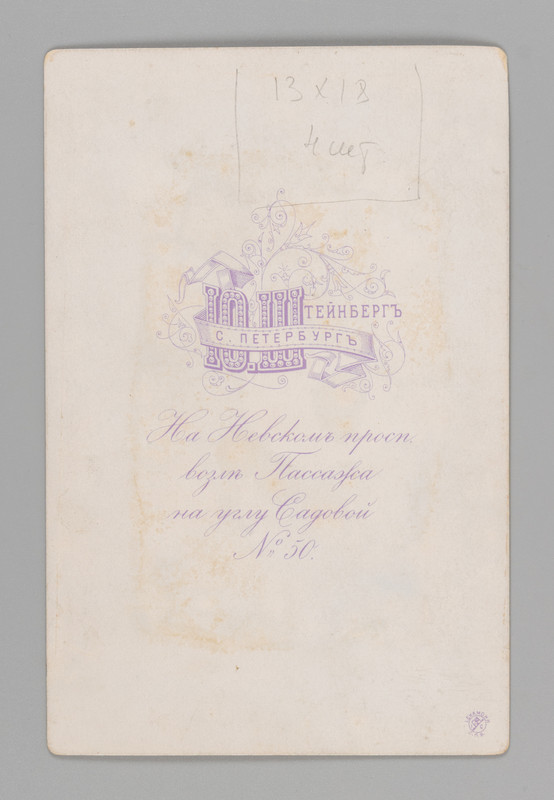 13 x 18
4 шт
Ю.ШТЕЙНБЕРГЪ
С. ПЕТЕРБУРГЪ
На Невскомъ просп.
возлѣ Пассажа
на углу Садовой
№ 50.